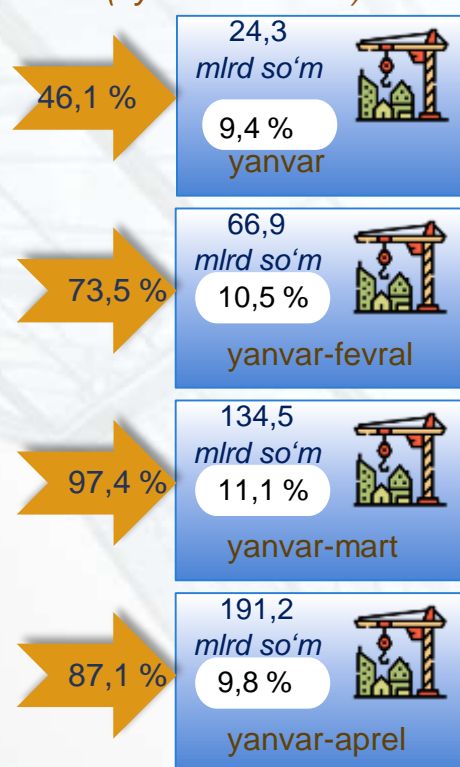 46,1 %
24,3
mlrd so‘m
9,4 %
yanvar
73,5 %
66,9
mlrd so‘m
10,5 %
yanvar-fevral
97,4 %
134,5
mlrd so‘m
11,1 %
yanvar-mart
87,1 %
191,2
mlrd so‘m
9,8 %
yanvar-aprel